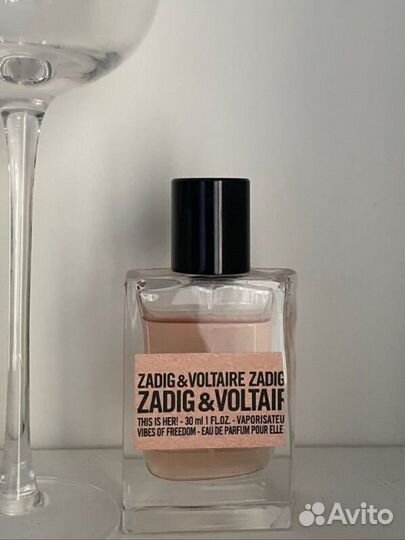 ZADIG & VOLTAIRE ZADIG
ZADIG & VOLTAIR
THIS IS HER! - 30 ml 1 FL.OZ. - VAPORISATEU
VIBES OF FREEDOM - EAU DE PARFUM POUR ELLE
Avito